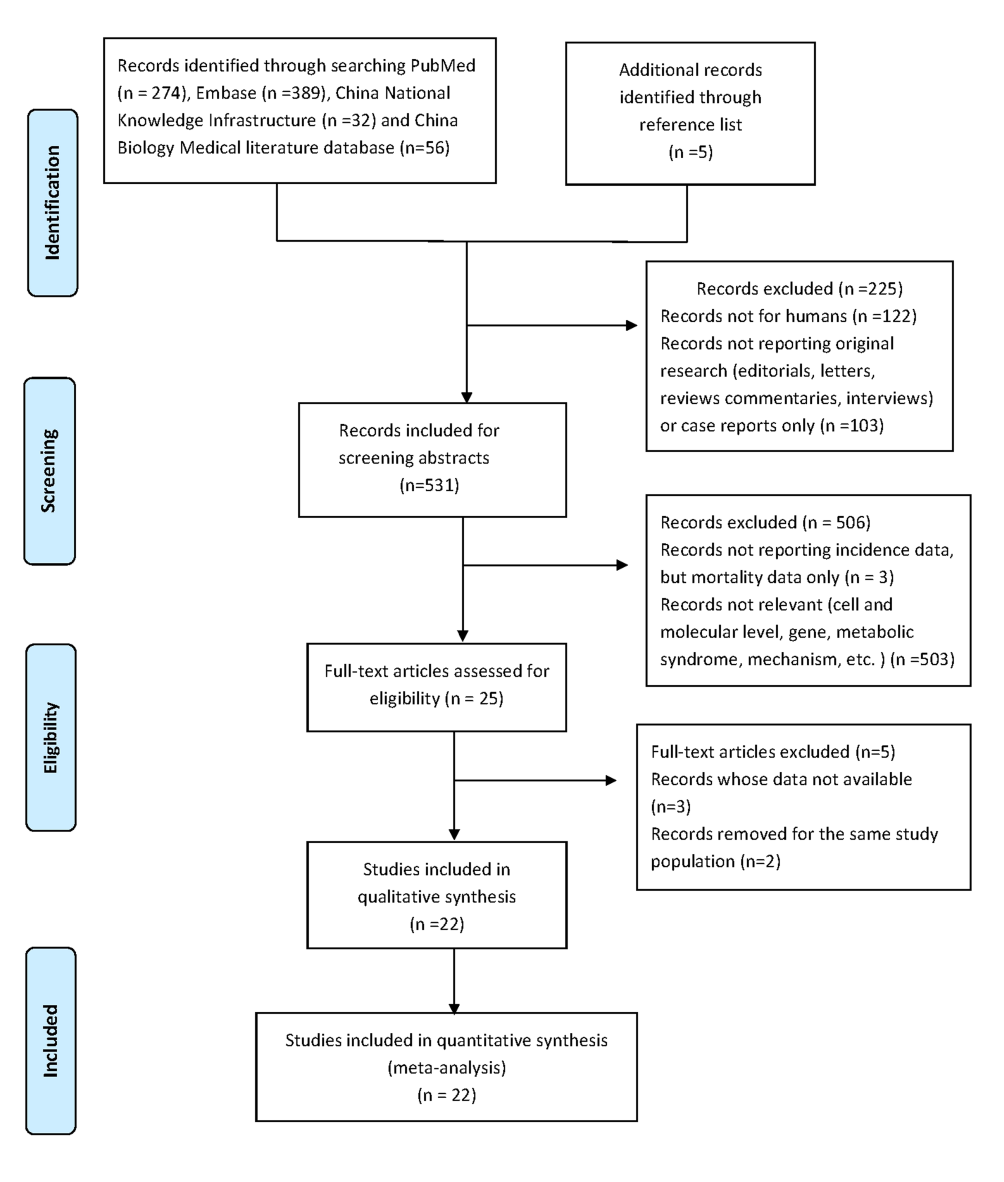 Records identified through searching PubMed
(n = 274), Embase (n =389), China National
Knowledge Infrastructure (n =32) and China
Biology Medical literature database (n=56)
Additional records
identified through
reference list
(n =5)
Identification
Records excluded (n =225)
Records not for humans (n =122)
Records not reporting original
research (editorials, letters,
reviews commentaries, interviews)
or case reports only (n =103)
Screening
Records included for
screening abstracts
(n=531)
Records excluded (n = 506)
Records not reporting incidence data,
but mortality data only (n = 3)
Records not relevant (cell and
molecular level, gene, metabolic
syndrome, mechanism, etc. ) (n =503)
Eligibility
Full-text articles assessed for
eligibility (n = 25)
Full-text articles excluded (n=5)
Records whose data not available
(n=3)
Records removed for the same study
population (n=2)
Studies included in
qualitative synthesis
(n =22)
Included
Studies included in quantitative synthesis
(meta-analysis)
(n = 22)